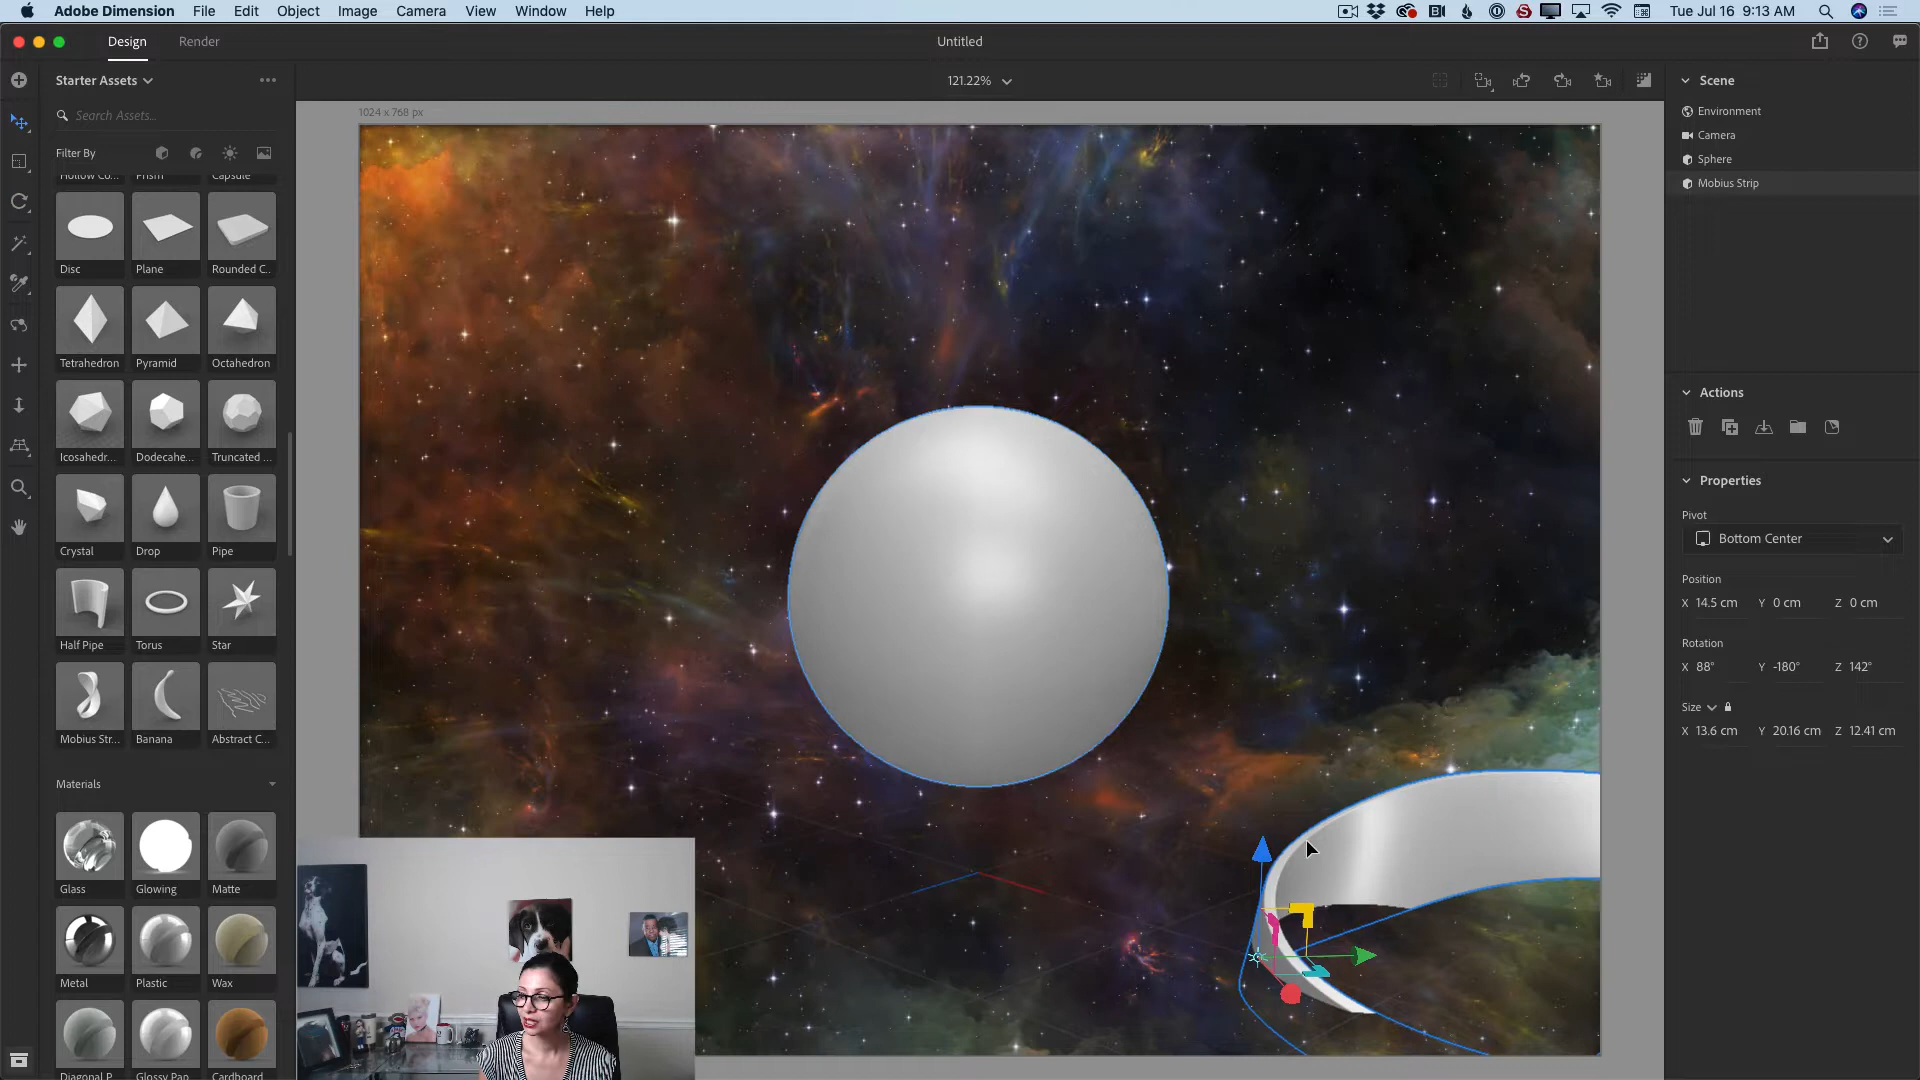 Adobe Dimension File Edit Object Image Camera View Window Help
Tue Jul 16 9:13 AM
Design Render
Untitled
Starter Assets
121.22%
Search Assets...
1024 x 768 px
Filter By
Hollow Co... Prism Capsule
Disc Plane Rounded C..
Tetrahedron Pyramid Octahedron
Icosahedr... Dodecahe... Truncated ...
Crystal Drop Pipe
Half Pipe Torus Star
Mobius Str... Banana Abstract C...
Materials
Glass Glowing Matte
Metal Plastic Wax
Diagonal P... Glossy Pap... Cardboard
Scene
Environment
Camera
Sphere
Mobius Strip
Actions
Properties
Pivot
Bottom Center
Position
X 14.5 cm Y 0 cm Z 0 cm
Rotation
X 88° Y -180° Z 142°
Size
X 13.6 cm Y 20.16 cm Z 12.41 cm